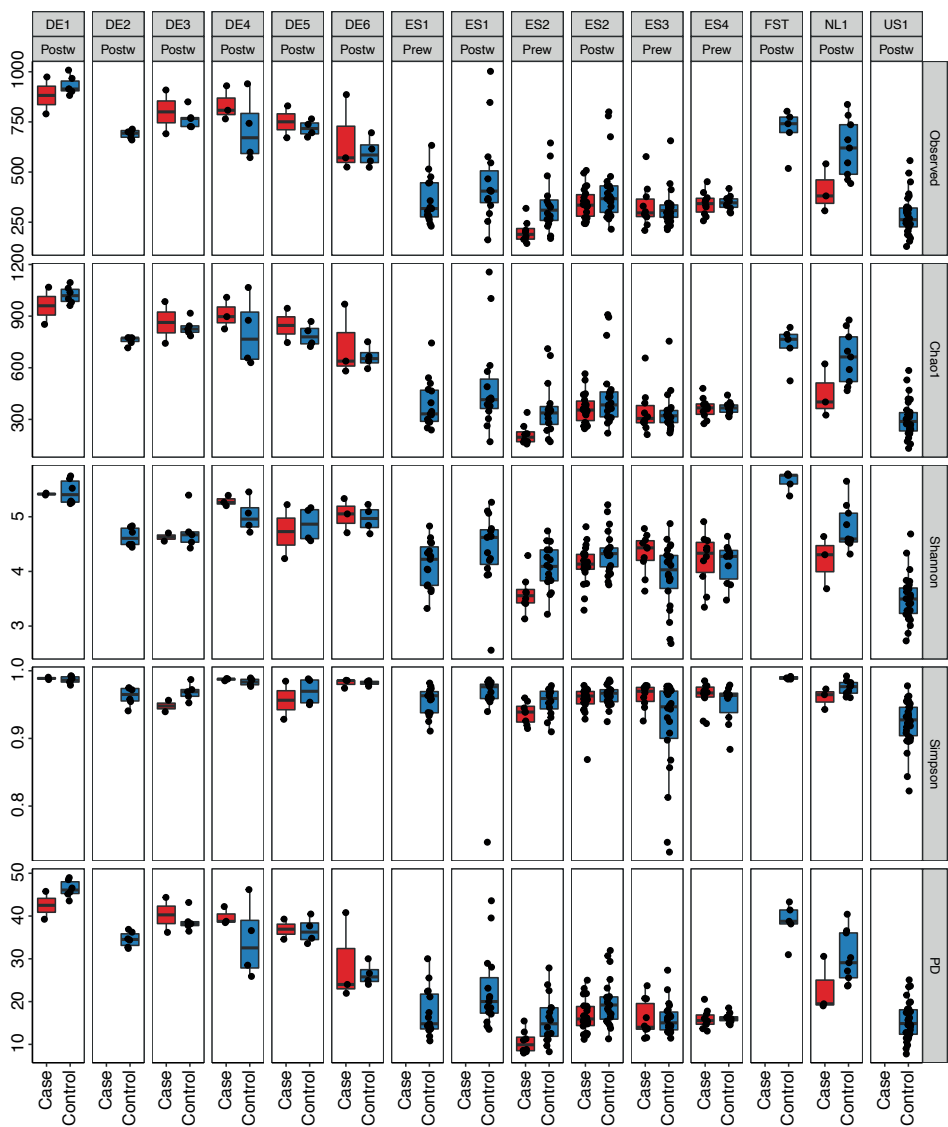 DE1 DE2 DE3 DE4 DE5 DE6 ES1 ES1 ES2 ES2 ES3 ES4 FST NL1 US1
Postw Postw Postw Postw Postw Postw Prew Postw Prew Postw Prew Prew Postw Postw Postw
1000
750
500
250
Observed
1200
900
600
300
Chao1
5
4
3
Shannon
1.0
0.9
0.8
Simpson
50
40
30
20
10
PD
Case Control Case Control Case Control Case Control Case Control Case Control Case Control Case Control Case Control Case Control Case Control Case Control Case Control Case Control Case Control